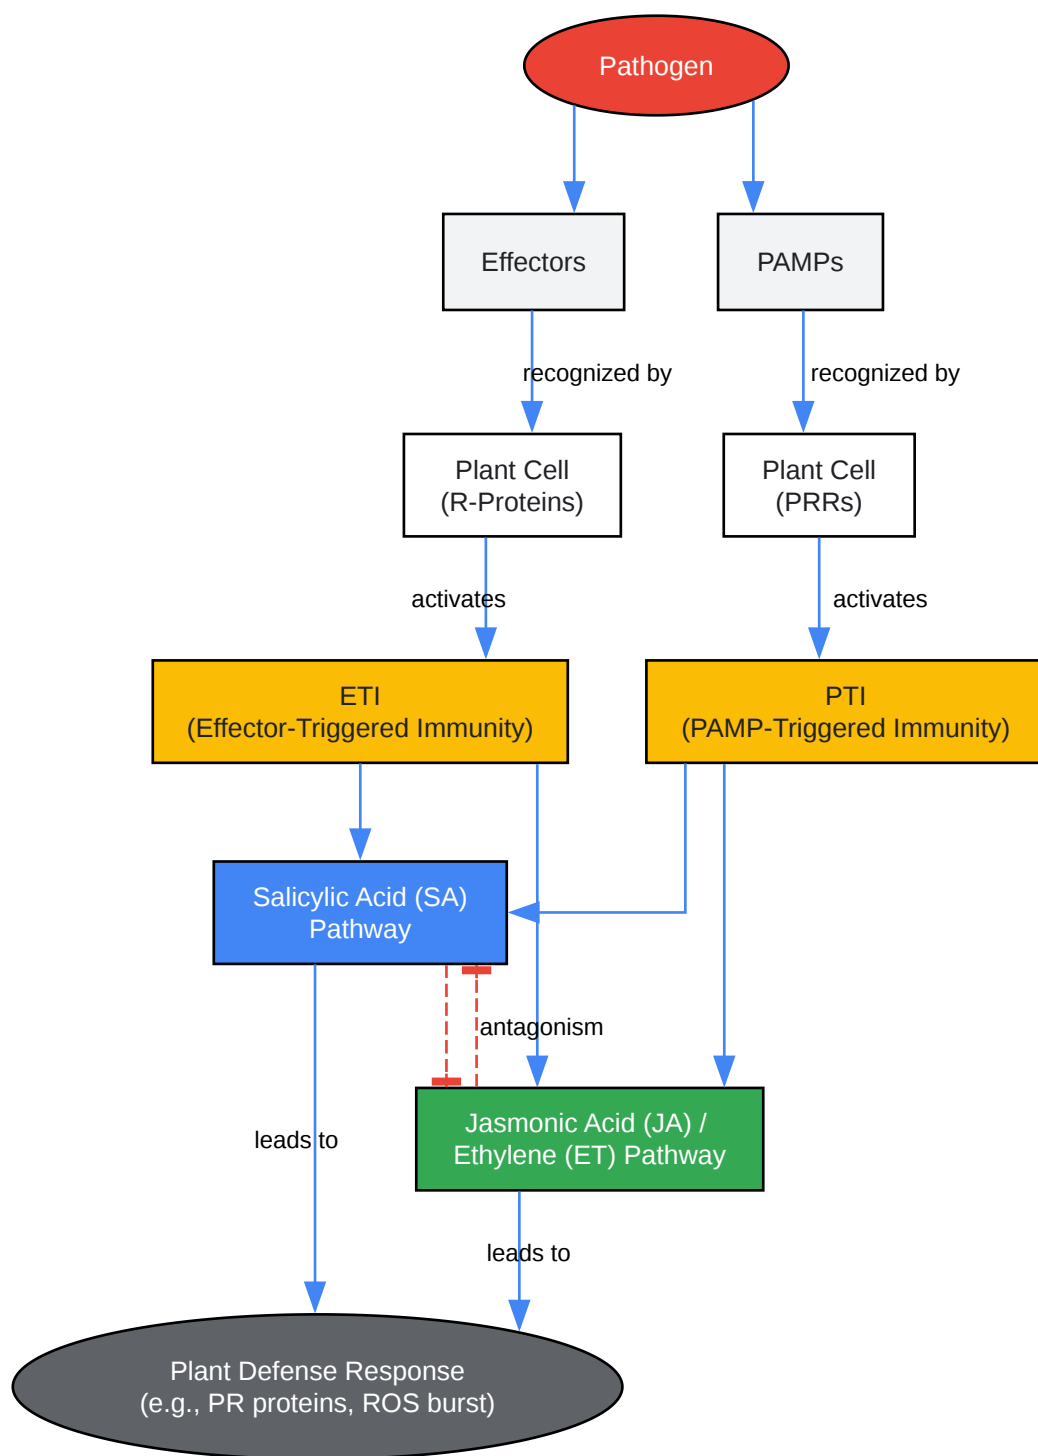 Pathogen
Effectors
PAMPs
recognized by
recognized by
Plant Cell
(R-Proteins)
Plant Cell
(PRRs)
activates
activates
ETI
(Effector-Triggered Immunity)
PTI
(PAMP-Triggered Immunity)
Salicylic Acid (SA)
Pathway
antagonism
Jasmonic Acid (JA) /
Ethylene (ET) Pathway
leads to
leads to
Plant Defense Response
(e.g., PR proteins, ROS burst)